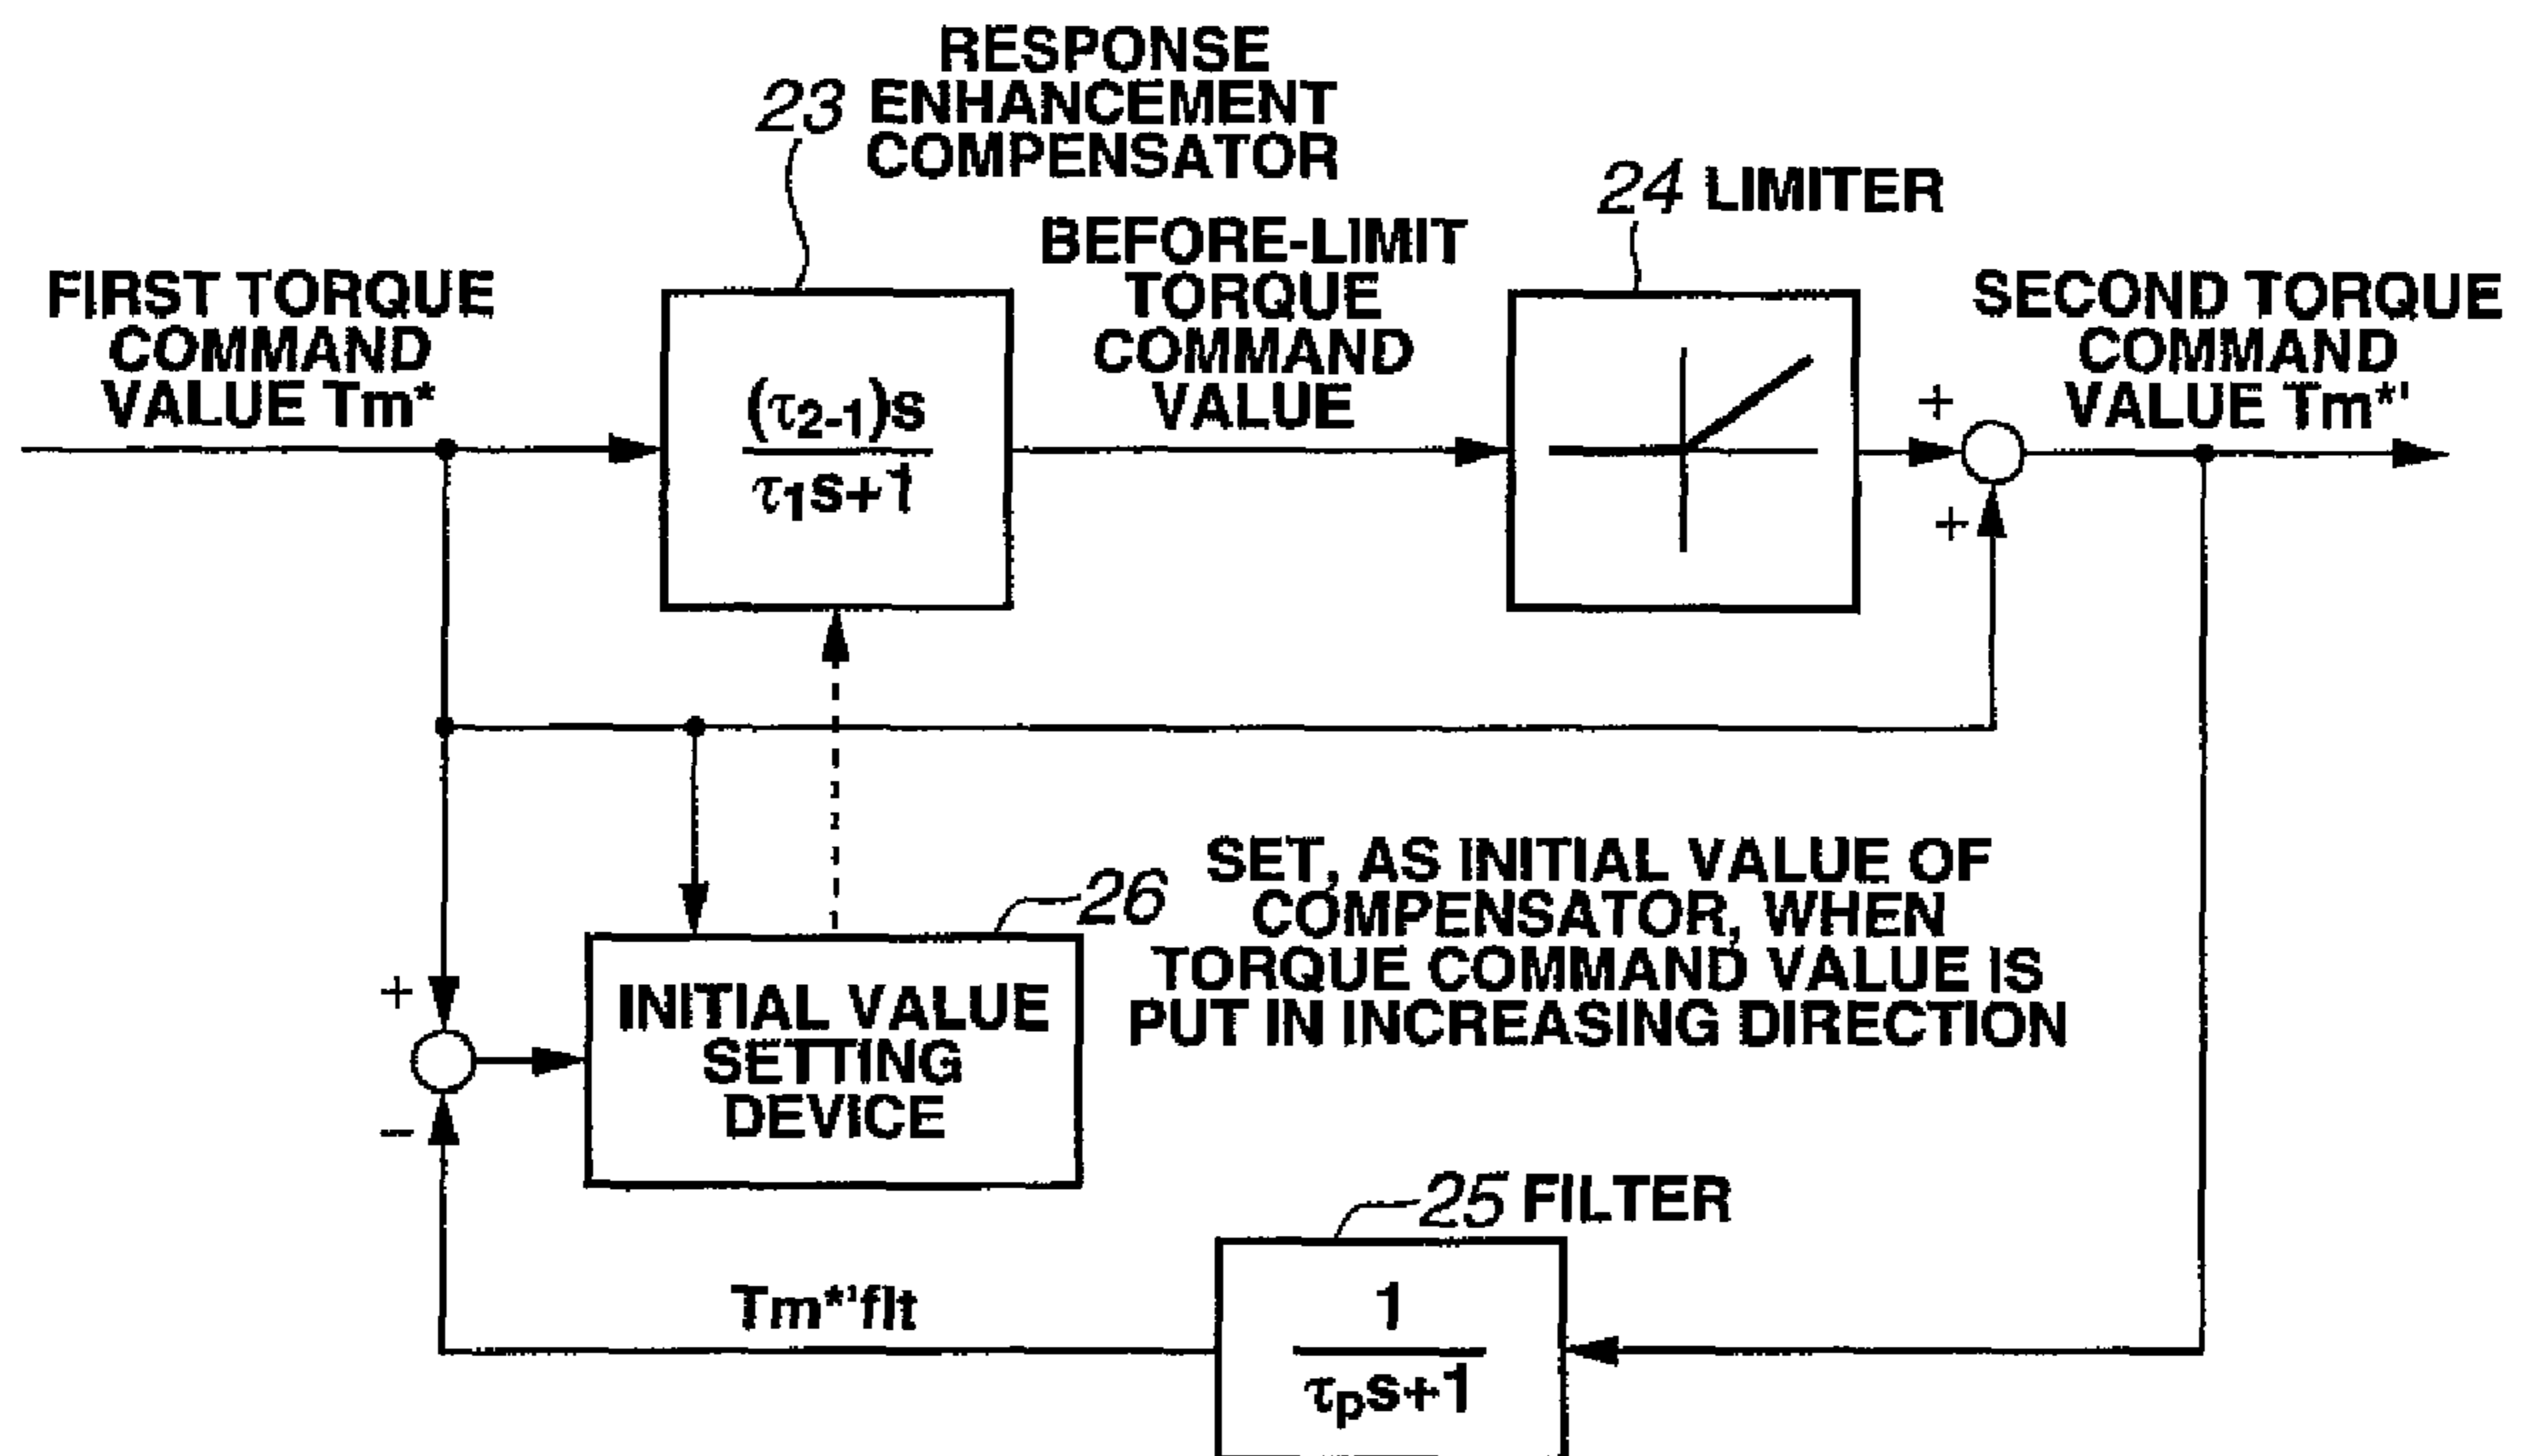 RESPONSE
23 ENHANCEMENT
COMPENSATOR
24 LIMITER
BEFORE-LIMIT
TORQUE
COMMAND
VALUE
FIRST TORQUE
COMMAND
VALUE Tm*
SECOND TORQUE
COMMAND
VALUE Tm*'
(τ2-1)s
τ1s+1
+
+
26
SET, AS INITIAL VALUE OF
COMPENSATOR, WHEN
TORQUE COMMAND VALUE IS
PUT IN INCREASING DIRECTION
+
−
INITIAL VALUE
SETTING
DEVICE
25 FILTER
Tm*'flt
1
τps+1